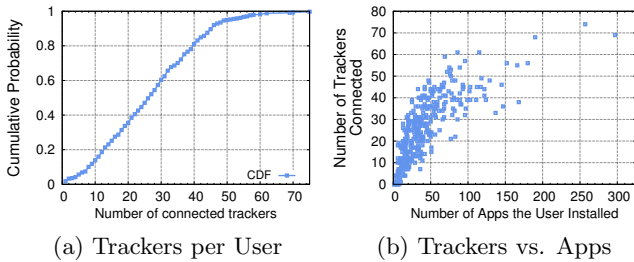 Cumulative Probability
1
0.8
0.6
0.4
0.2
0
0 10 20 30 40 50 60 70
CDF
Number of connected trackers
(a) Trackers per User
Number of Trackers
Connected
80
70
60
50
40
30
20
10
0
0 50 100 150 200 250 300
Number of Apps the User Installed
(b) Trackers vs. Apps